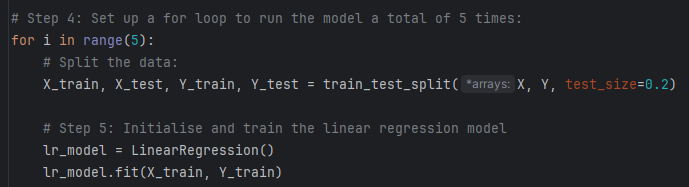 # Step 4: Set up a for loop to run the model a total of 5 times:
for i in range(5):
    # Split the data:
    X_train, X_test, Y_train, Y_test = train_test_split(*arrays: X, Y, test_size=0.2)
    # Step 5: Initialise and train the linear regression model
    lr_model = LinearRegression()
    lr_model.fit(X_train, Y_train)